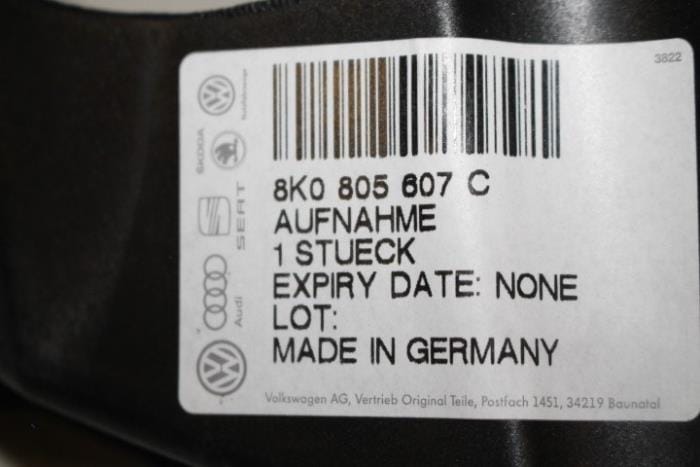 3822
8K0 805 607 C
AUFNAHME
1 STUECK
EXPIRY DATE: NONE
LOT:
MADE IN GERMANY
Volkswagen AG, Vertrieb Original Teile, Postfach 1451, 34219 Baunatal
Nutzfahrzeuge
ŠKODA
SEAT
Audi